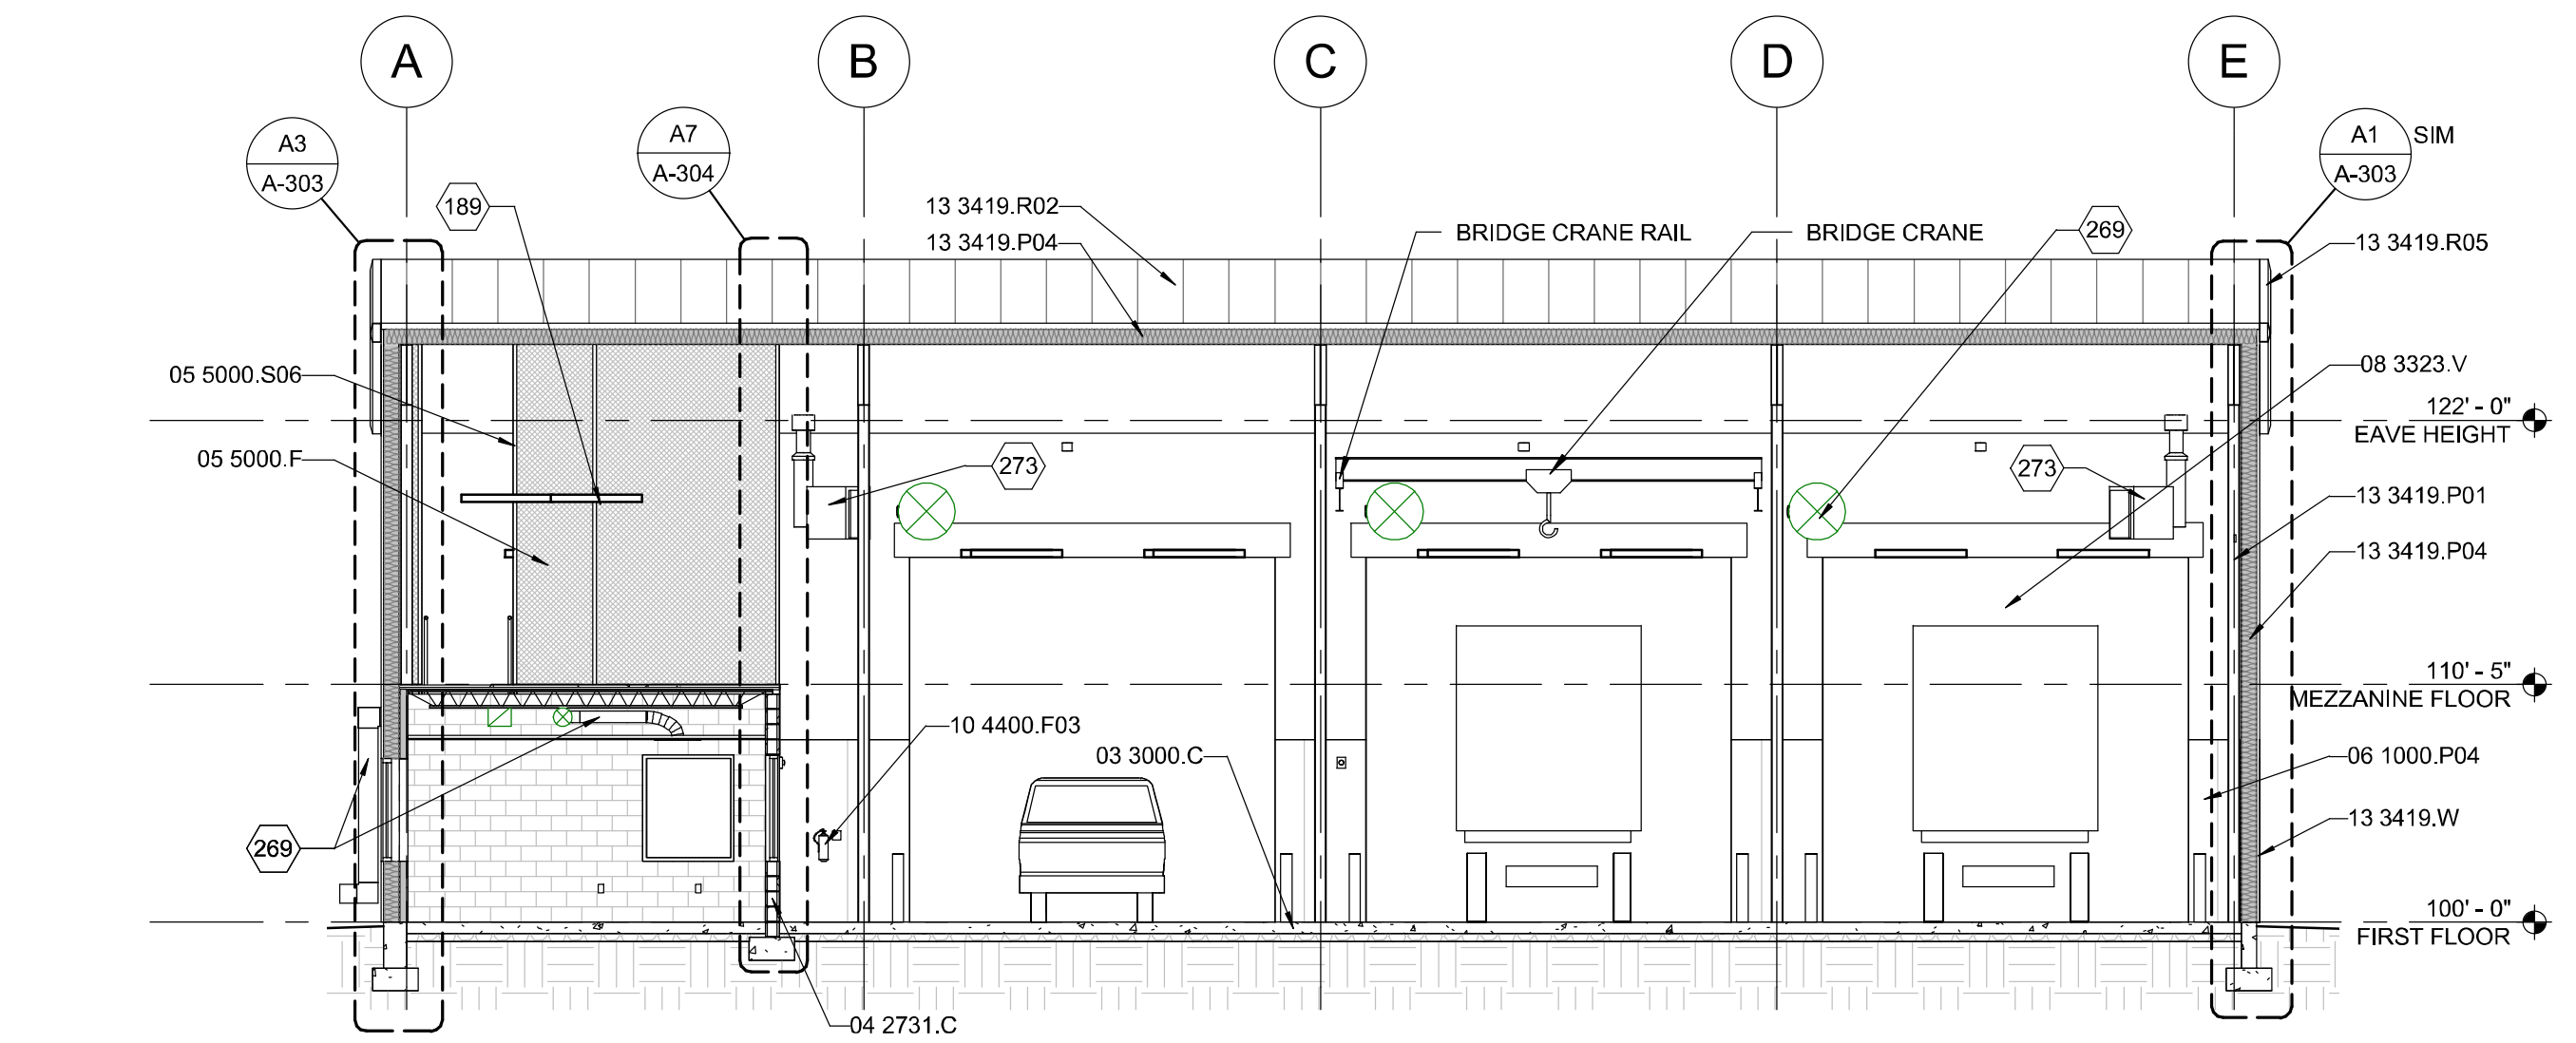 A
B
C
D
E
A3
A-303
A7
A-304
A1
A-303
SIM
189
13 3419.R02
13 3419.P04
BRIDGE CRANE RAIL
BRIDGE CRANE
269
13 3419.R05
05 5000.S06
05 5000.F
08 3323.V
122' - 0"
EAVE HEIGHT
273
273
13 3419.P01
13 3419.P04
110' - 5"
MEZZANINE FLOOR
10 4400.F03
03 3000.C
06 1000.P04
13 3419.W
269
100' - 0"
FIRST FLOOR
04 2731.C